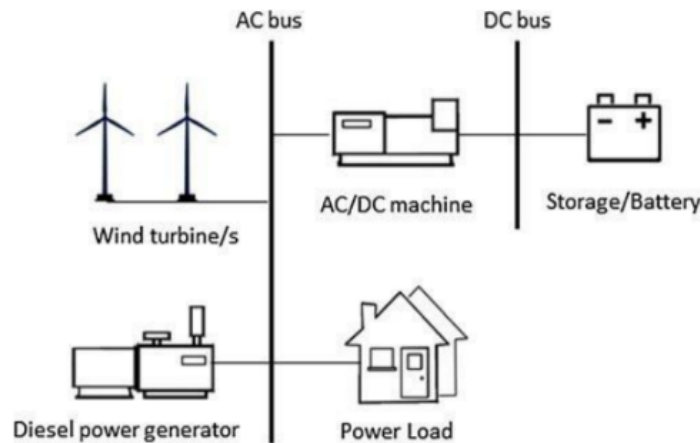 AC bus
DC bus
- +
Wind turbine/s
AC/DC machine
Storage/Battery
Diesel power generator
Power Load